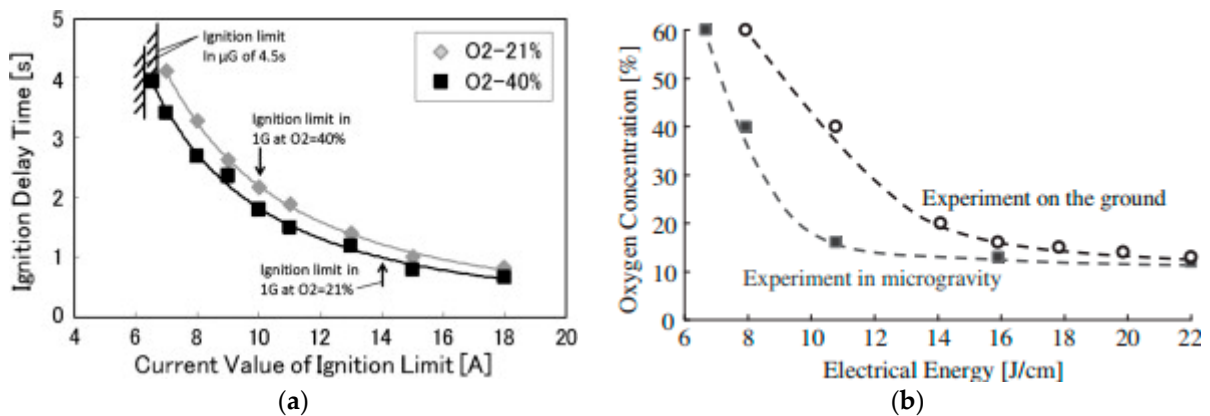 5
4
3
2
1
0
4
6
8
10
12
14
16
18
20
Ignition Delay Time [s]
Current Value of Ignition Limit [A]
Ignition limit
In μG of 4.5s
O2-21%
O2-40%
Ignition limit in
1G at O2=40%
Ignition limit in
1G at O2=21%
(a)
60
50
40
30
20
10
0
6
8
10
12
14
16
18
20
22
Oxygen Concentration [%]
Electrical Energy [J/cm]
Experiment on the ground
Experiment in microgravity
(b)